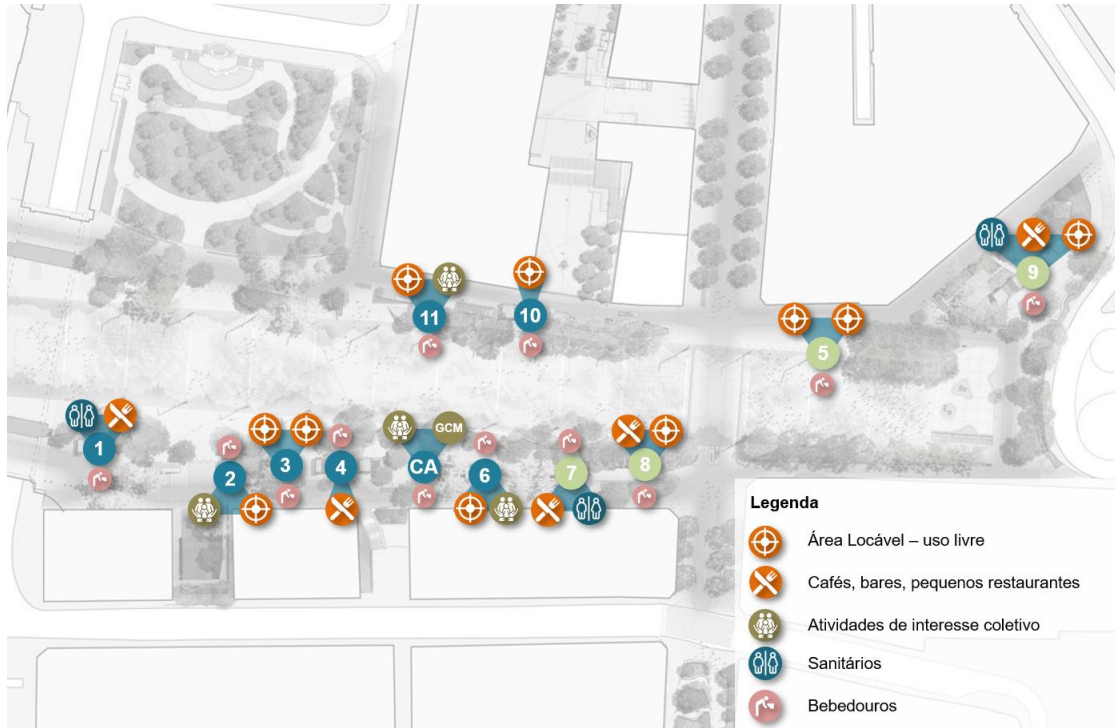 9
11
10
5
GCM
1
2
3
4
CA
6
7
8
Legenda
Área Locável – uso livre
Cafés, bares, pequenos restaurantes
Atividades de interesse coletivo
Sanitários
Bebedouros